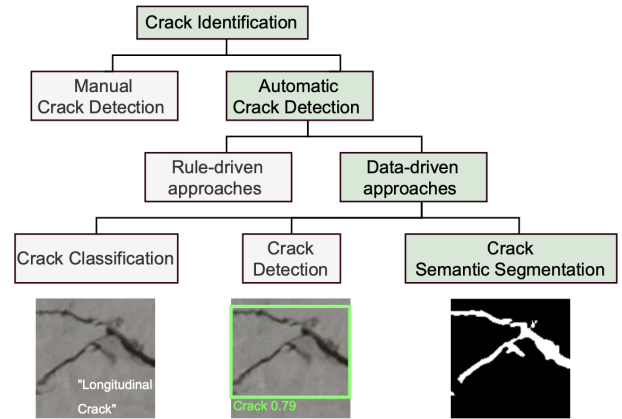 Crack Identification
Manual
Crack Detection
Automatic
Crack Detection
Rule-driven
approaches
Data-driven
approaches
Crack Classification
Crack
Detection
Crack
Semantic Segmentation
"Longitudinal
Crack"
Crack 0.79